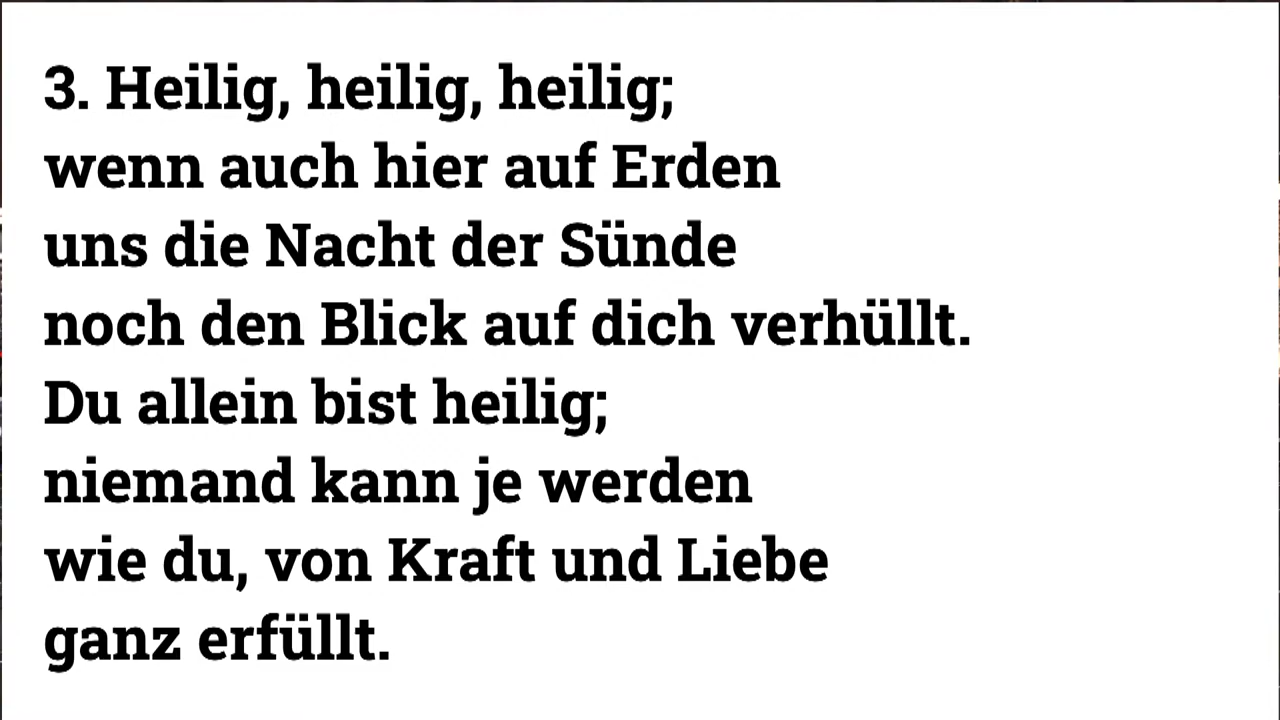 3. Heilig, heilig, heilig;
wenn auch hier auf Erden
uns die Nacht der Sünde
noch den Blick auf dich verhüllt.
Du allein bist heilig;
niemand kann je werden
wie du, von Kraft und Liebe
ganz erfüllt.